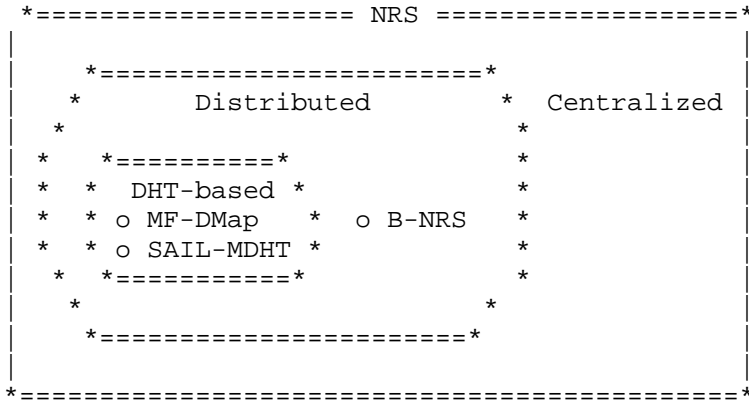 NRS
Distributed Centralized
DHT-based
o MF-DMap o B-NRS
o SAIL-MDHT